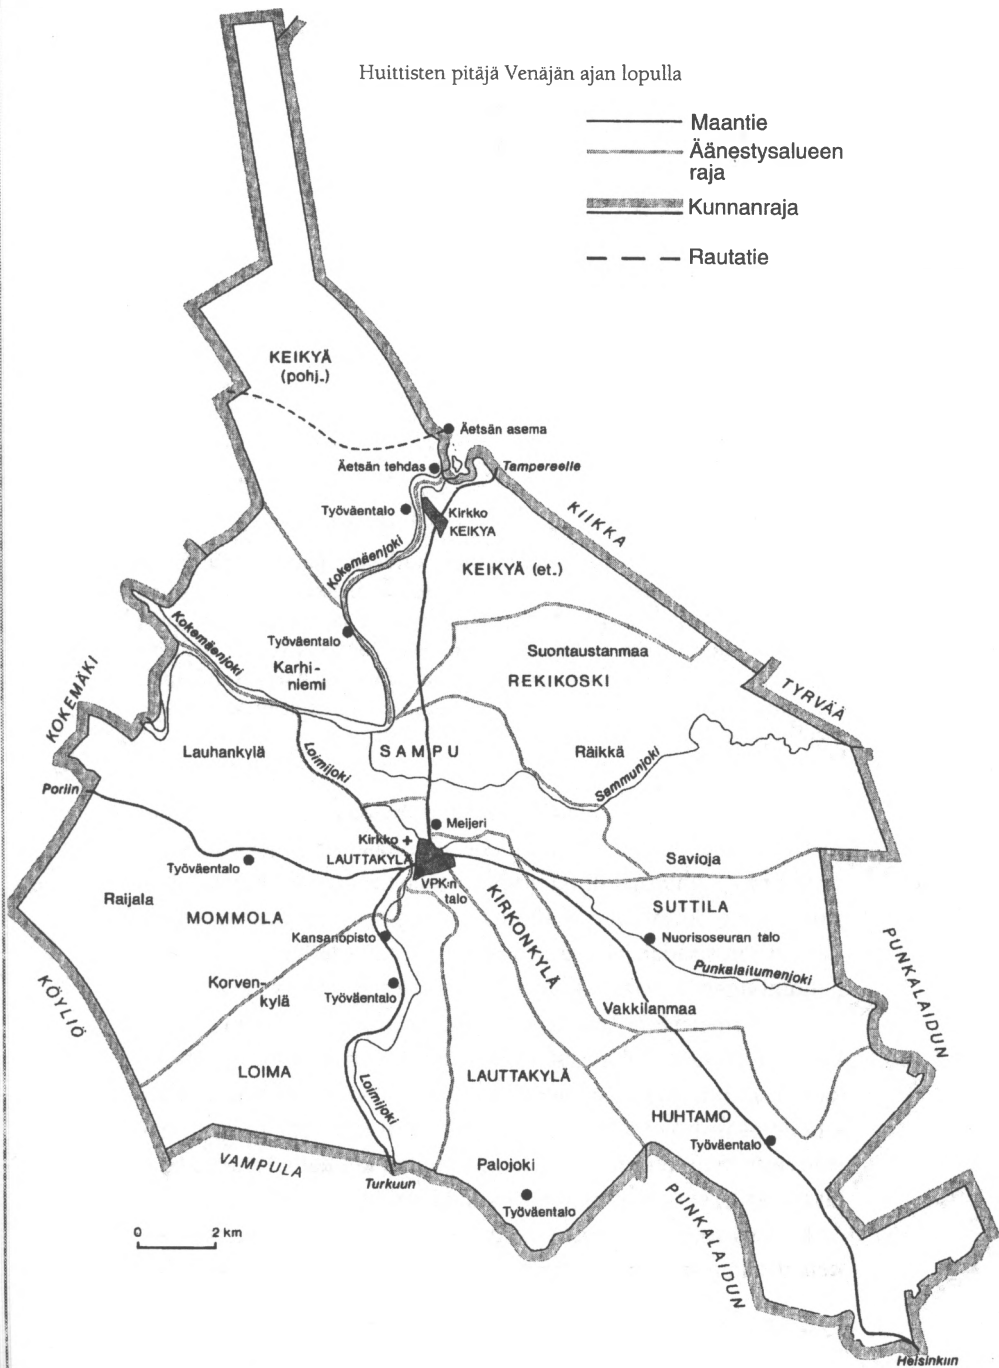 Huittisten pitäjä Venäjän ajan lopulla
Maantie
Äänestysalueen
raja
Kunnanraja
Rautatie
KEIKYÄ
(pohj.)
Äetsän asema
Äetsän tehdas
Tampereelle
Työväentalo
Kirkko
KEIKYA
KIIKKA
Kokemäenjoki
KEIKYÄ (et.)
Kokemäenjoki
Työväentalo
Karhi-
niemi
Suontaustanmaa
REKIKOSKI
TYRVÄÄ
KOKEMÄKI
Lauhankylä
Loimijoki
SAMPU
Räikkä
Sammunjoki
Poriin
Meijeri
Kirkko
LAUTTAKYLÄ
Työväentalo
VPK:n
talo
Savioja
Raijala
MOMMOLA
KIRKONKYLÄ
SUTTILA
Kansanopisto
Nuorisoseuran talo
PUNKALAIDUN
Punkalaitumenjoki
KÖYLIÖ
Korven-
kylä
Työväentalo
Vakkilanmaa
LOIMA
Loimijoki
LAUTTAKYLÄ
HUHTAMO
Työväentalo
VAMPULA
Turkuun
Palojoki
Työväentalo
PUNKALAIDUN
0 2 km
Helsinkiin